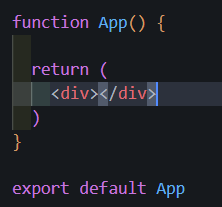 function App() {
return (
<div></div>
)
}
export default App